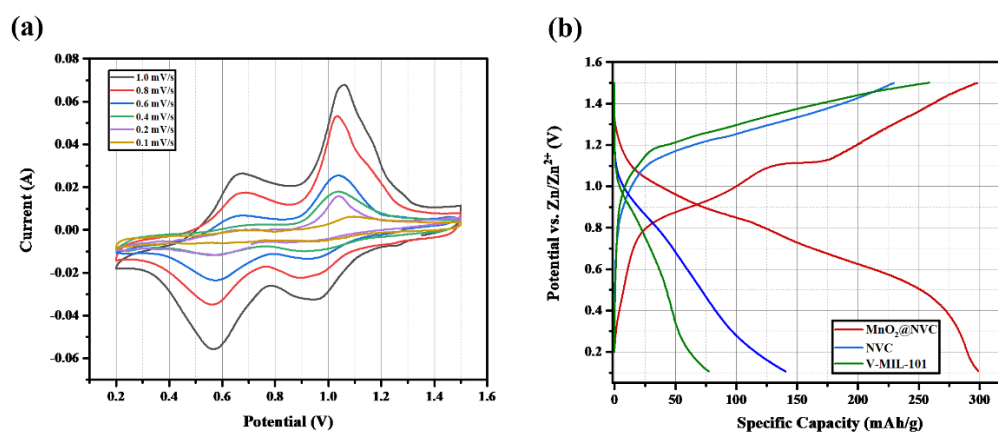 (a)
0.08
0.06
0.04
0.02
0.00
-0.02
-0.04
-0.06
Current (A)
1.0 mV/s
0.8 mV/s
0.6 mV/s
0.4 mV/s
0.2 mV/s
0.1 mV/s
0.2 0.4 0.6 0.8 1.0 1.2 1.4 1.6
Potential (V)
(b)
1.6
1.4
1.2
1.0
0.8
0.6
0.4
0.2
Potential vs. Zn/Zn²⁺ (V)
MnO₂@NVC
NVC
V-MIL-101
0 50 100 150 200 250 300
Specific Capacity (mAh/g)